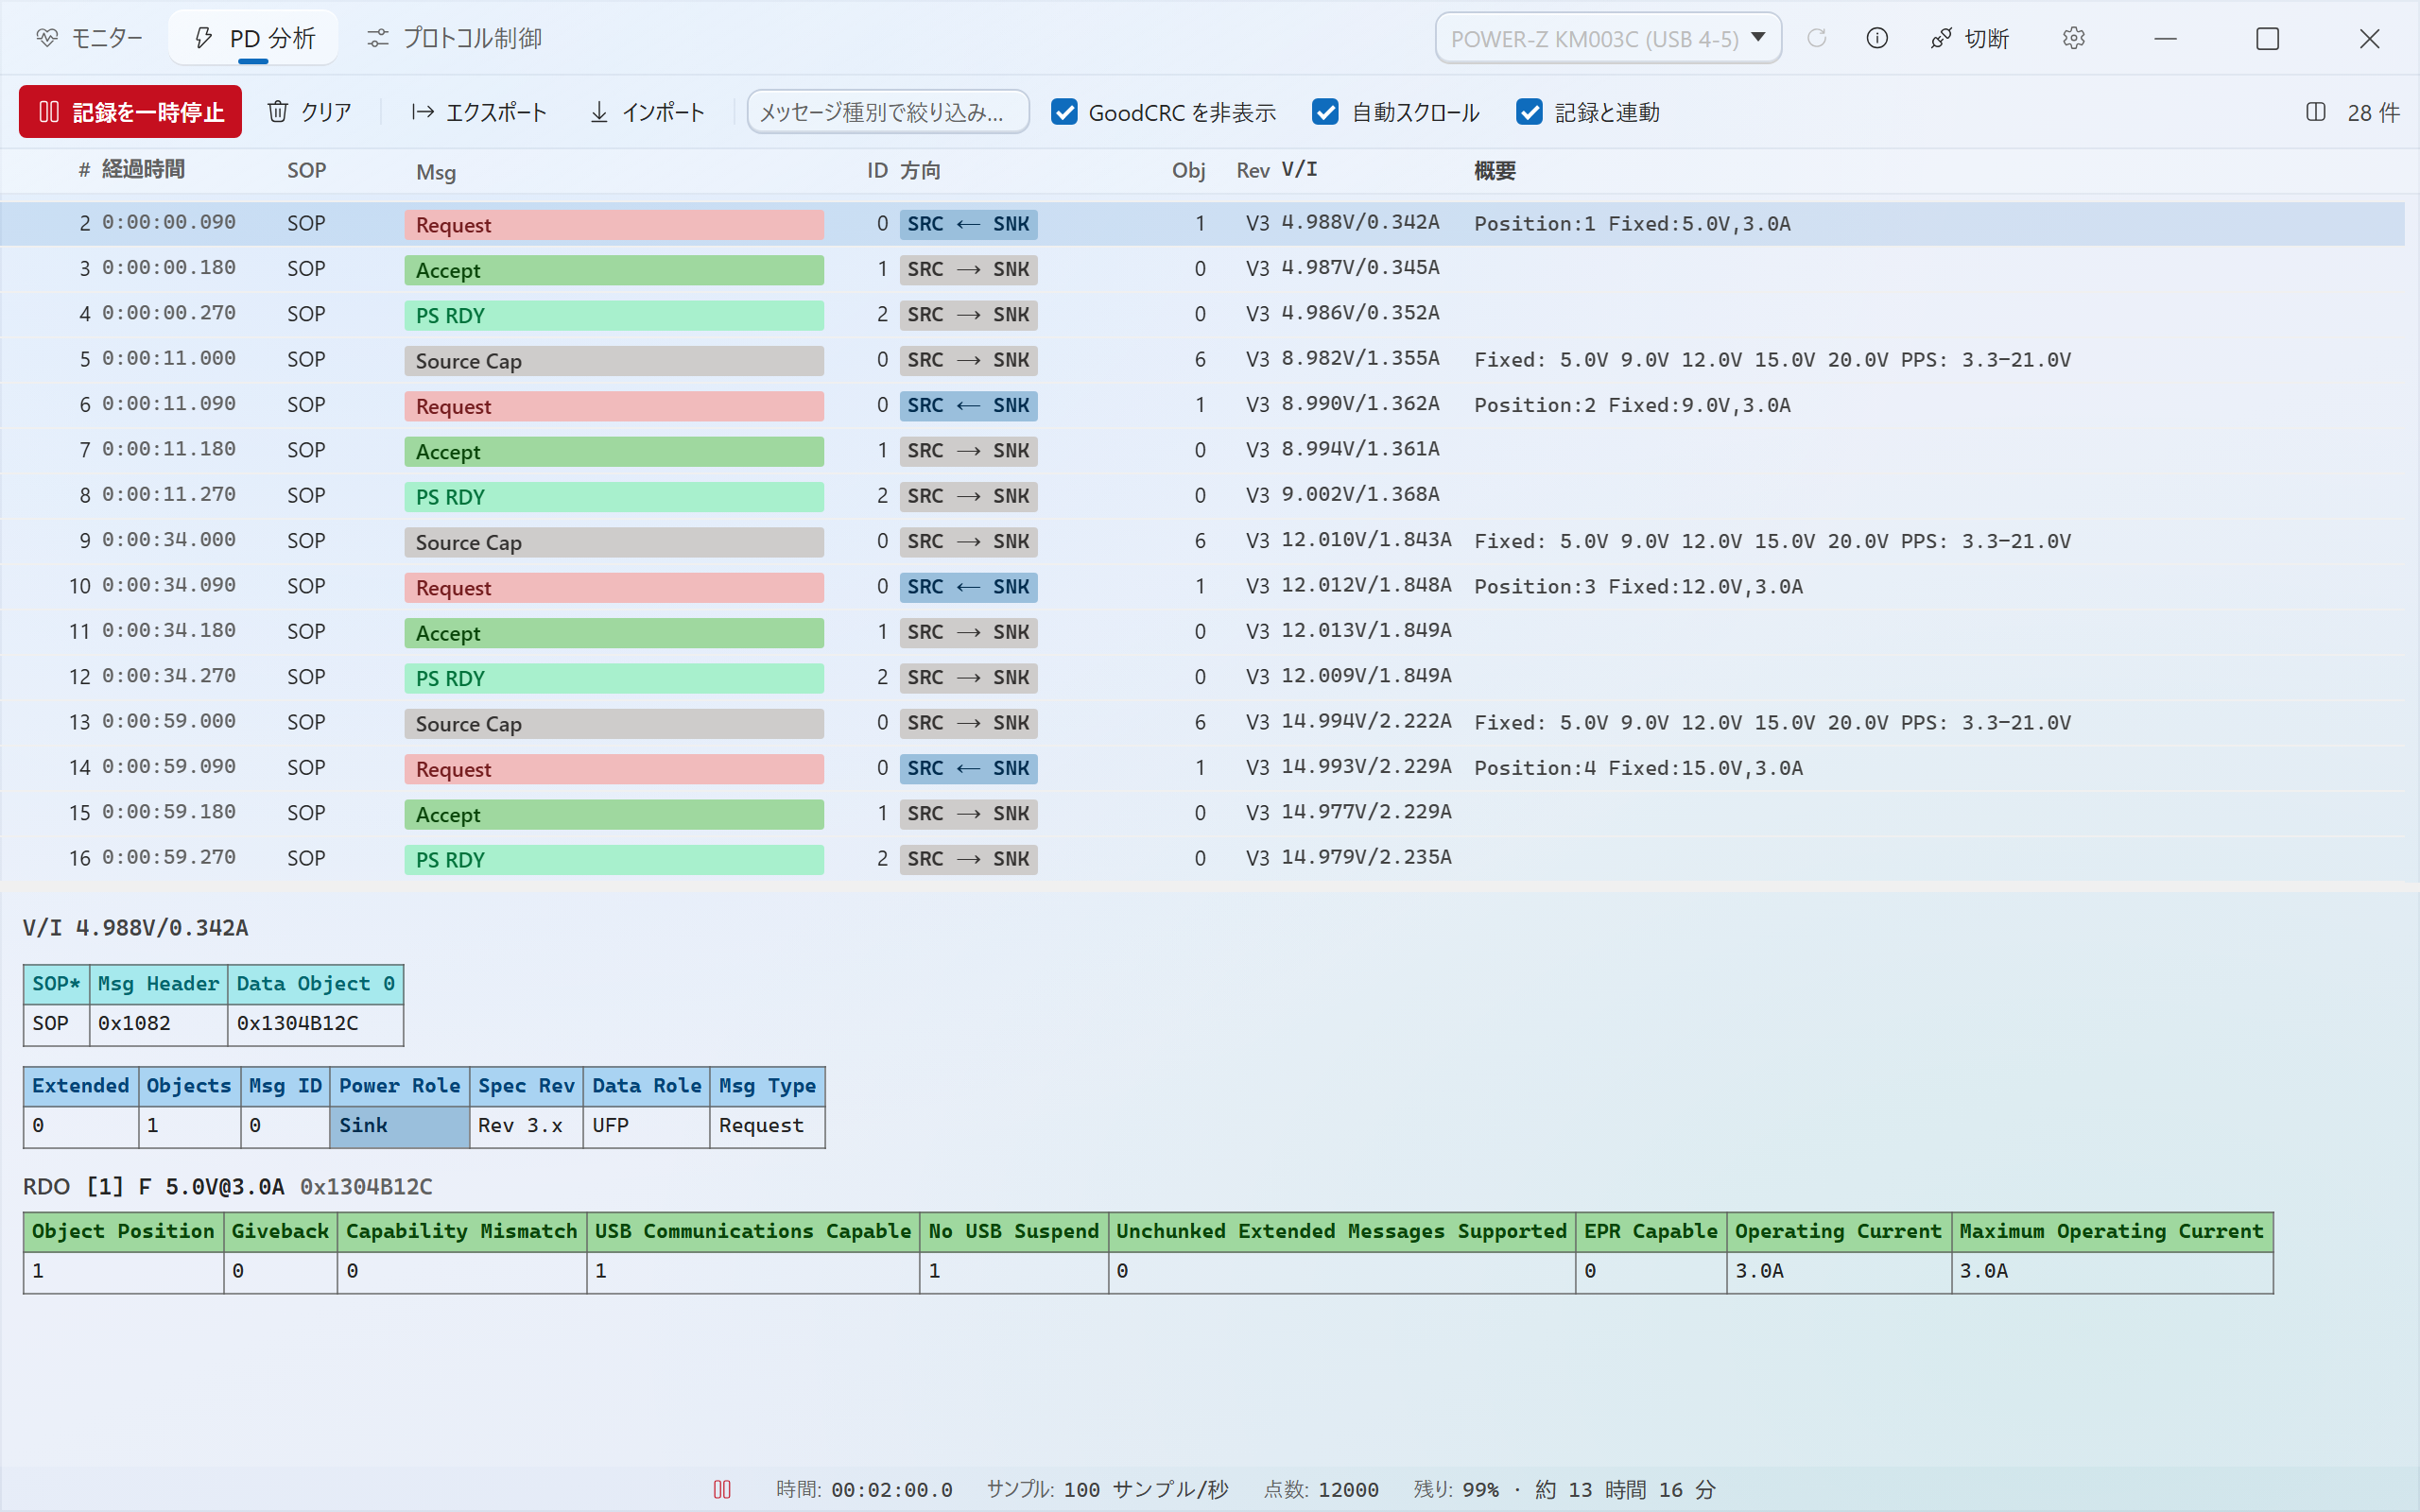 モニター PD 分析 プロトコル制御 POWER-Z KM003C (USB 4-5) 切断
記録を一時停止 クリア エクスポート インポート メッセージ種別で絞り込み... GoodCRC を非表示 自動スクロール 記録と連動 28 件
# 経過時間 SOP Msg ID 方向 Obj Rev V/I 概要
2 0:00:00.090 SOP Request 0 SRC ← SNK 1 V3 4.988V/0.342A Position:1 Fixed:5.0V,3.0A
3 0:00:00.180 SOP Accept 1 SRC → SNK 0 V3 4.987V/0.345A
4 0:00:00.270 SOP PS RDY 2 SRC → SNK 0 V3 4.986V/0.352A
5 0:00:11.000 SOP Source Cap 0 SRC → SNK 6 V3 8.982V/1.355A Fixed: 5.0V 9.0V 12.0V 15.0V 20.0V PPS: 3.3–21.0V
6 0:00:11.090 SOP Request 0 SRC ← SNK 1 V3 8.990V/1.362A Position:2 Fixed:9.0V,3.0A
7 0:00:11.180 SOP Accept 1 SRC → SNK 0 V3 8.994V/1.361A
8 0:00:11.270 SOP PS RDY 2 SRC → SNK 0 V3 9.002V/1.368A
9 0:00:34.000 SOP Source Cap 0 SRC → SNK 6 V3 12.010V/1.843A Fixed: 5.0V 9.0V 12.0V 15.0V 20.0V PPS: 3.3–21.0V
10 0:00:34.090 SOP Request 0 SRC ← SNK 1 V3 12.012V/1.848A Position:3 Fixed:12.0V,3.0A
11 0:00:34.180 SOP Accept 1 SRC → SNK 0 V3 12.013V/1.849A
12 0:00:34.270 SOP PS RDY 2 SRC → SNK 0 V3 12.009V/1.849A
13 0:00:59.000 SOP Source Cap 0 SRC → SNK 6 V3 14.994V/2.222A Fixed: 5.0V 9.0V 12.0V 15.0V 20.0V PPS: 3.3–21.0V
14 0:00:59.090 SOP Request 0 SRC ← SNK 1 V3 14.993V/2.229A Position:4 Fixed:15.0V,3.0A
15 0:00:59.180 SOP Accept 1 SRC → SNK 0 V3 14.977V/2.229A
16 0:00:59.270 SOP PS RDY 2 SRC → SNK 0 V3 14.979V/2.235A
V/I 4.988V/0.342A
SOP* Msg Header Data Object 0
SOP 0x1082 0x1304B12C
Extended Objects Msg ID Power Role Spec Rev Data Role Msg Type
0 1 0 Sink Rev 3.x UFP Request
RDO [1] F 5.0V@3.0A 0x1304B12C
Object Position Giveback Capability Mismatch USB Communications Capable No USB Suspend Unchunked Extended Messages Supported EPR Capable Operating Current Maximum Operating Current
1 0 0 1 1 0 0 3.0A 3.0A
時間: 00:02:00.0 サンプル: 100 サンプル/秒 点数: 12000 残り: 99% · 約 13 時間 16 分